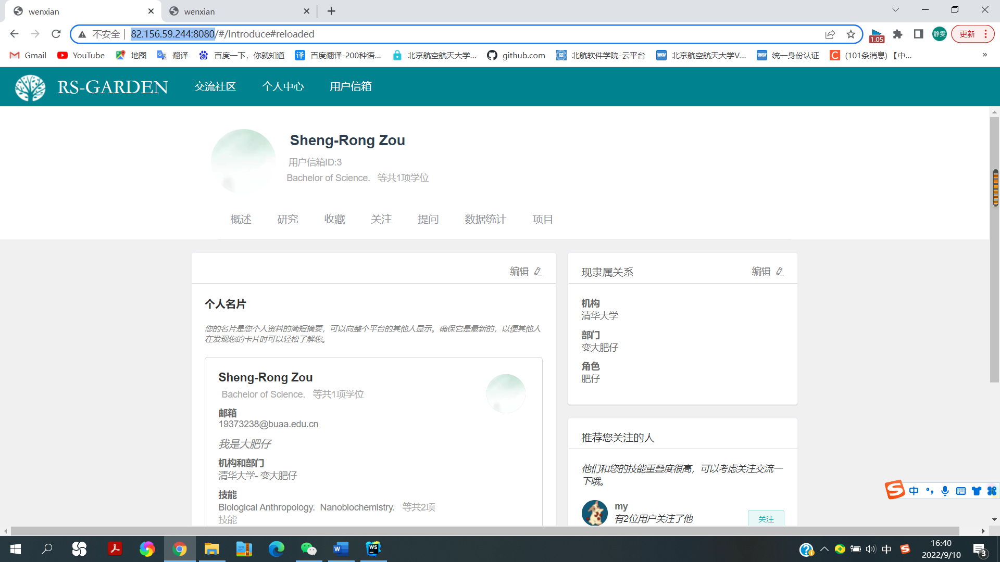 wenxian
wenxian
不安全 82.156.59.244:8080/#/Introduce#reloaded
1.05
静雯
更新
Gmail
YouTube
地图
翻译
百度一下，你就知道
译
百度翻译-200种语...
北京航空航天大学...
github.com
北航软件学院-云平台
北京航空航天大学V...
统一身份认证
C
(101条消息) 【中...
»
RS-GARDEN
交流社区
个人中心
用户信箱
Sheng-Rong Zou
用户信箱ID:3
Bachelor of Science. 等共1项学位
概述
研究
收藏
关注
提问
数据统计
项目
编辑
个人名片
您的名片是您个人资料的简短摘要，可以向整个平台的其他人显示。确保它是最新的，以便其他人
在发现您的卡片时可以轻松了解您。
Sheng-Rong Zou
Bachelor of Science. 等共1项学位
邮箱
19373238@buaa.edu.cn
我是大肥仔
机构和部门
清华大学- 变大肥仔
技能
Biological Anthropology. Nanobiochemistry. 等共2项
技能
现隶属关系
编辑
机构
清华大学
部门
变大肥仔
角色
肥仔
推荐您关注的人
他们和您的技能重叠度很高，可以考虑关注交流一
下哦。
my
有2位用户关注了他
关注
S
中
W
WS
中
S
16:40
2022/9/10
3